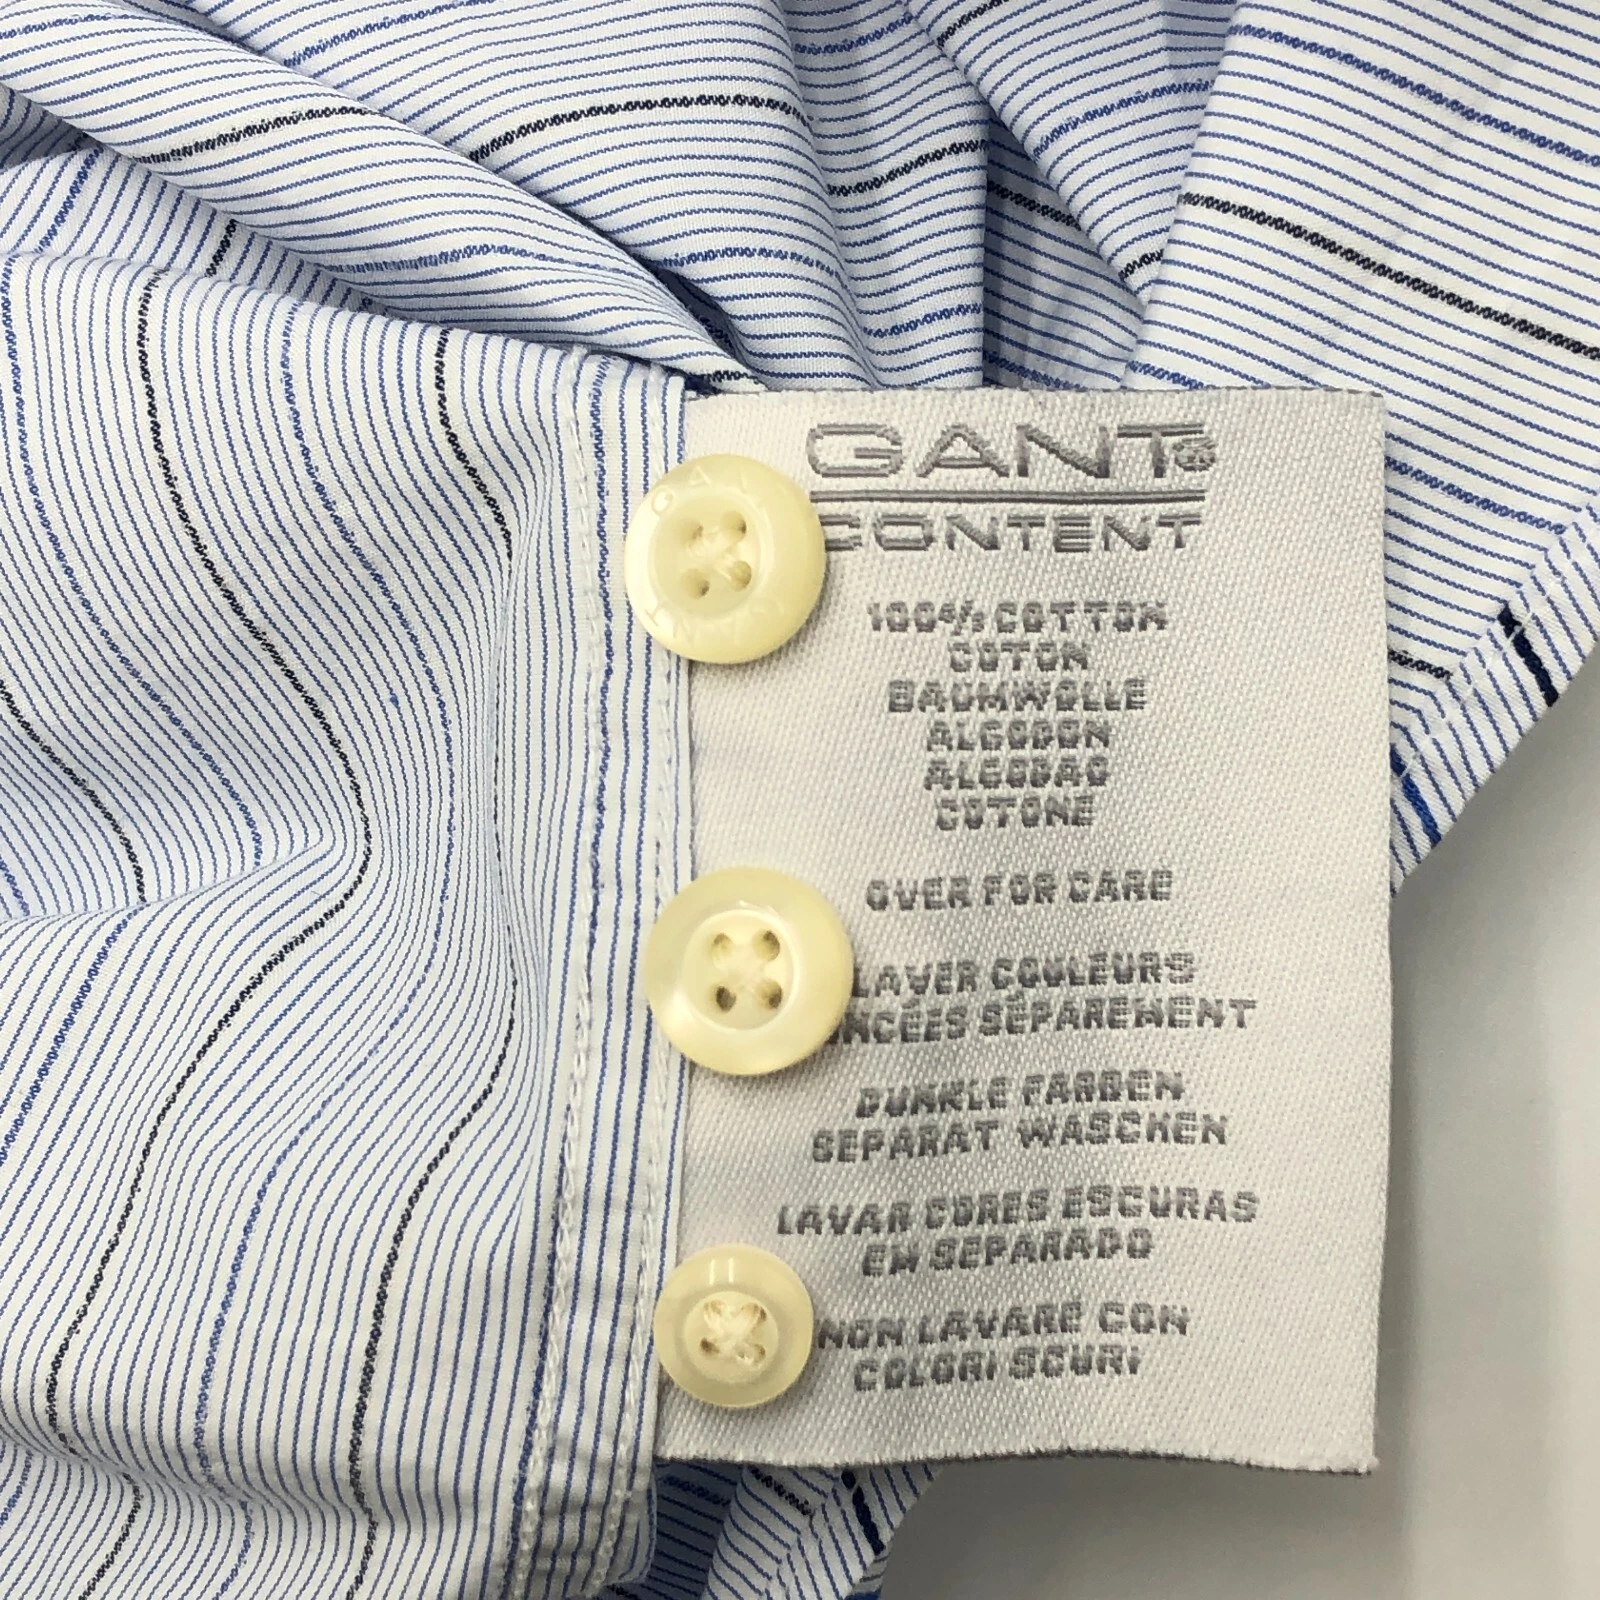 GANT®
CONTENT
100% COTTON
COTON
BAUMWOLLE
ALGODON
ALGODAO
COTONE
OVER FOR CARE
LAVER COULEURS
NCÉES SÉPAREMENT
DUNKLE FARBEN
SEPARAT WASCHEN
LAVAR CORES ESCURAS
EM SEPARADO
NON LAVARE CON
COLORI SCURI